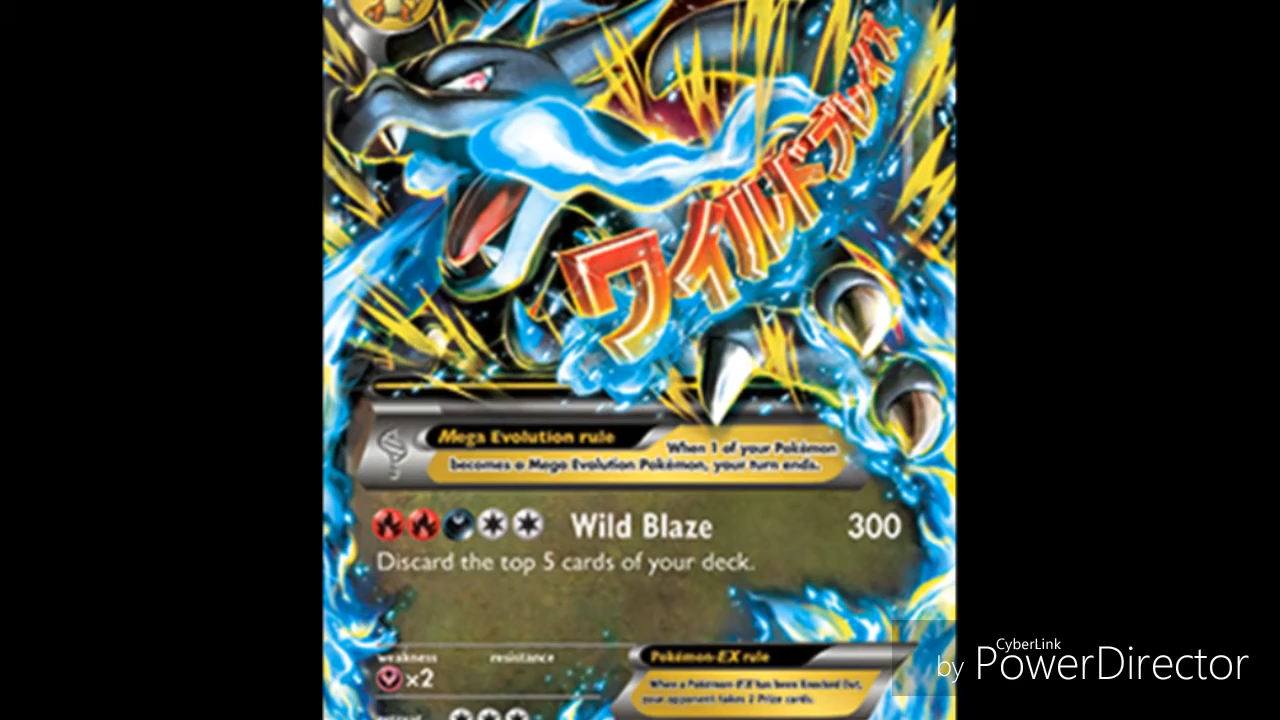 ワイルドブレイズ
Mega Evolution rule
When 1 of your Pokémon
becomes a Mega Evolution Pokémon, your turn ends.
Wild Blaze 300
Discard the top 5 cards of your deck.
weakness resistance
×2
Pokémon-EX rule
When a Pokémon-EX has been Knocked Out,
your opponent takes 2 Prize cards.
retreat
CyberLink
by PowerDirector